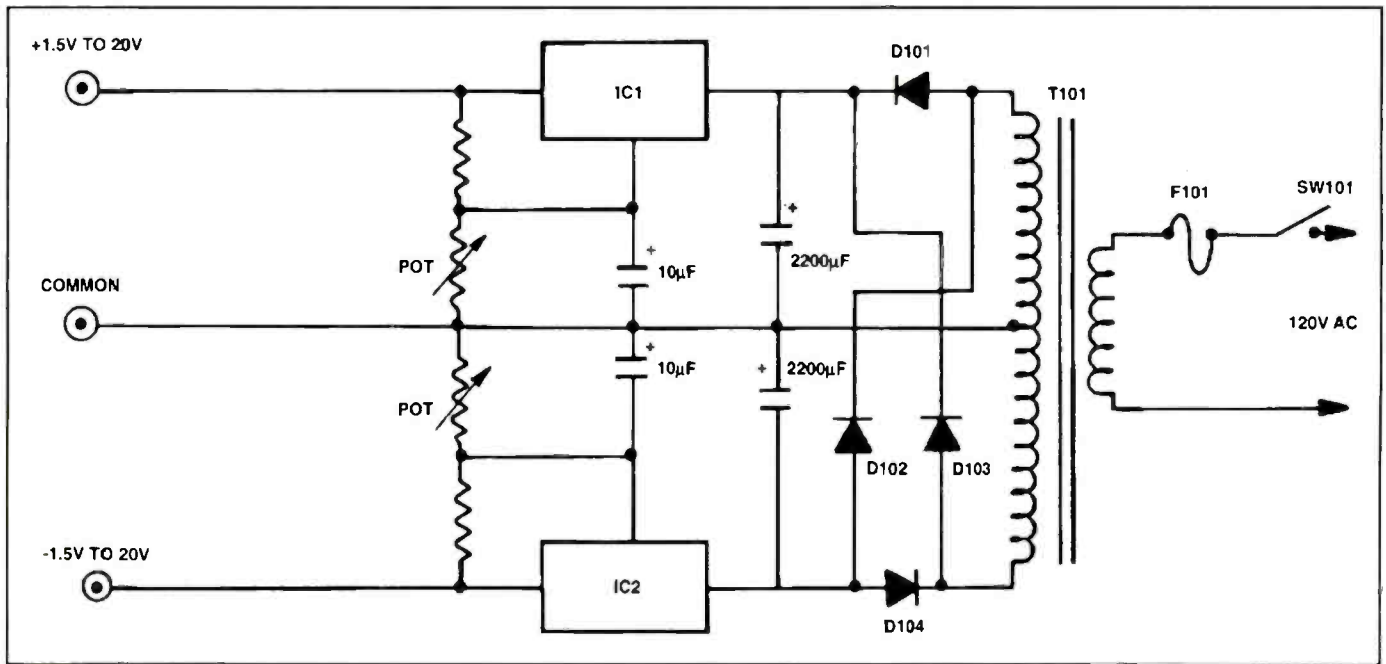 +1.5V TO 20V
D101
IC1
T101
F101
SW101
+
2200µF
+
10µF
POT
COMMON
120V AC
+
10µF
+ 2200µF
POT
D102
D103
-1.5V TO 20V
IC2
D104